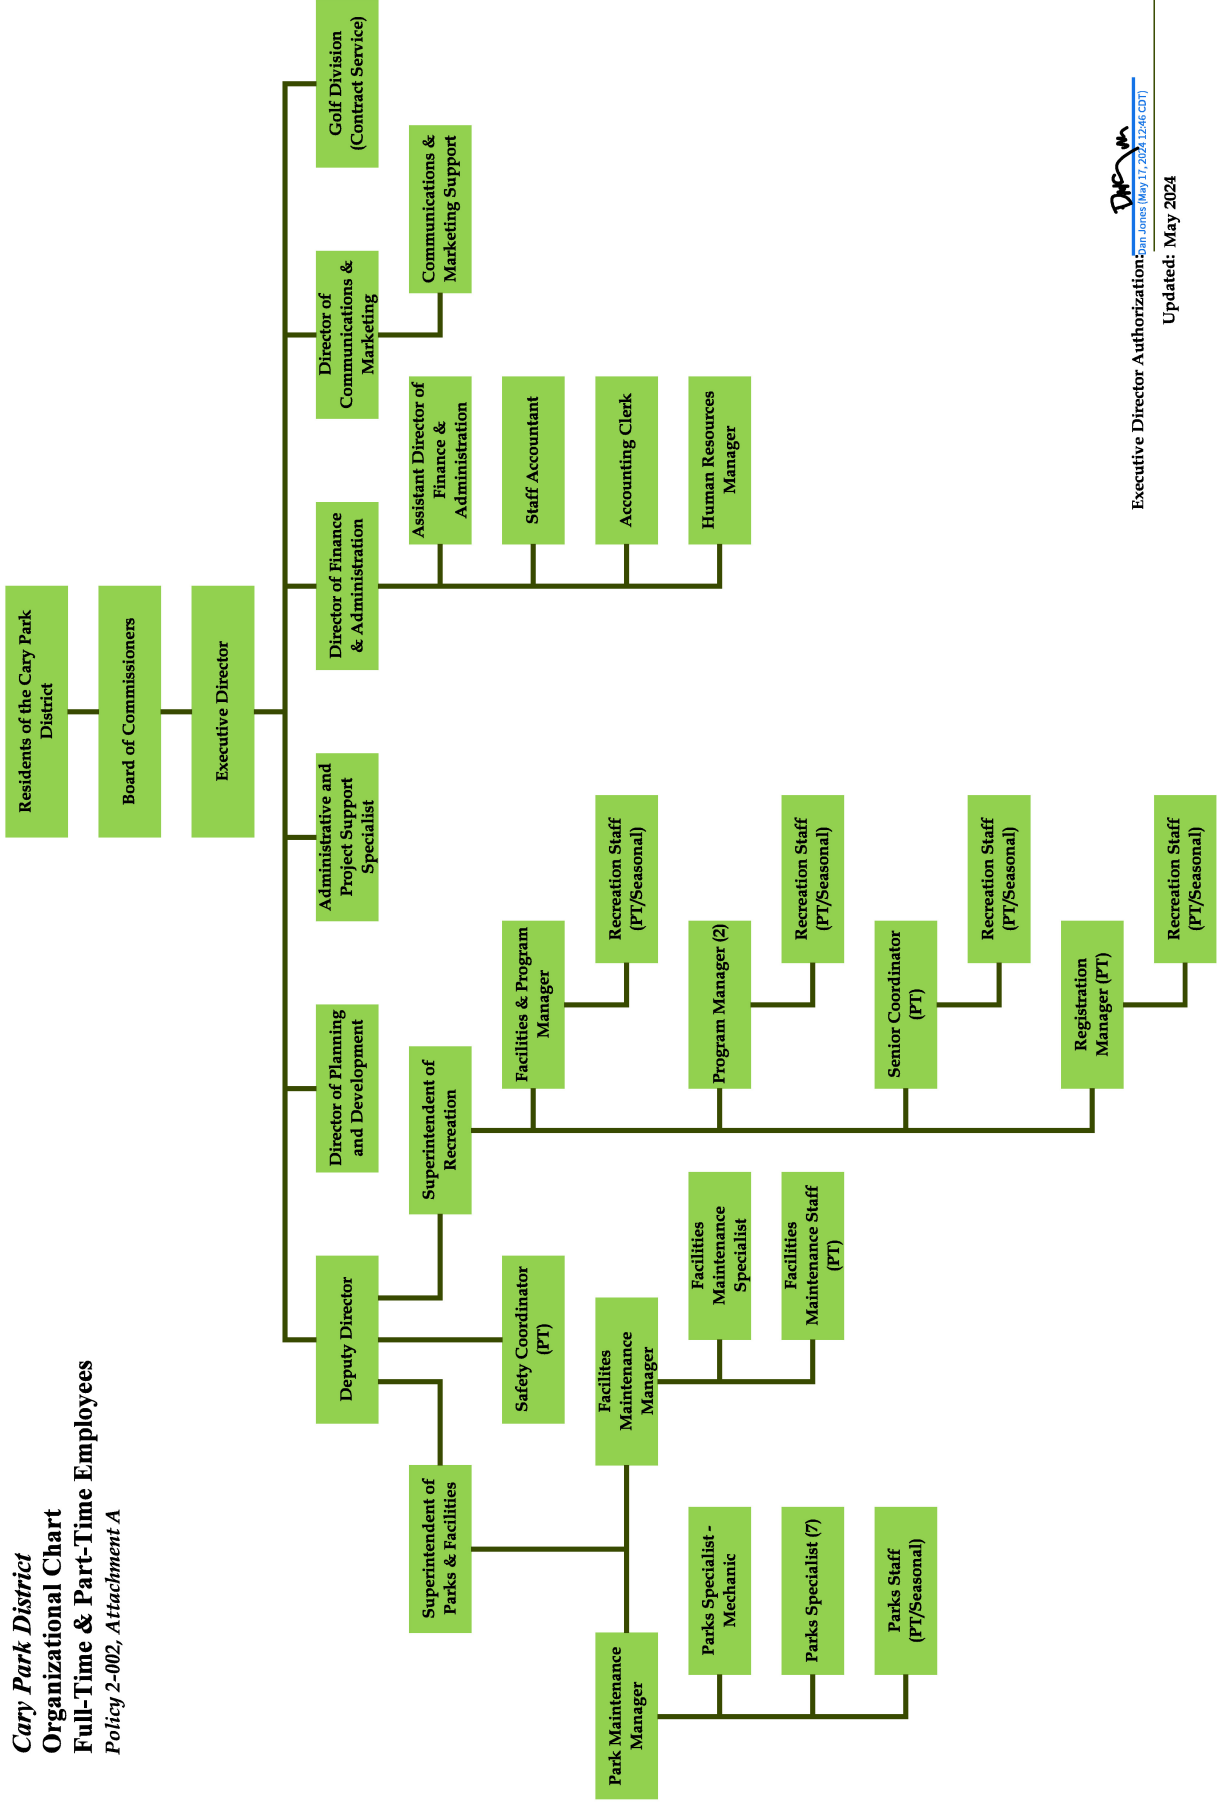 Cary Park District
Organizational Chart
Full-Time & Part-Time Employees
Policy 2-002, Attachment A
Residents of the Cary Park
District
Board of Commissioners
Executive Director
Deputy Director
Director of Planning
and Development
Administrative and
Project Support
Specialist
Director of Finance
& Administration
Director of
Communications &
Marketing
Golf Division
(Contract Service)
Superintendent of
Parks & Facilities
Superintendent of
Recreation
Assistant Director of
Finance &
Administration
Communications &
Marketing Support
Safety Coordinator
(PT)
Facilities & Program
Manager
Staff Accountant
Park Maintenance
Manager
Facilites
Maintenance
Manager
Recreation Staff
(PT/Seasonal)
Accounting Clerk
Parks Specialist -
Mechanic
Facilities
Maintenance
Specialist
Program Manager (2)
Human Resources
Manager
Parks Specialist (7)
Facilities
Maintenance Staff
(PT)
Recreation Staff
(PT/Seasonal)
Parks Staff
(PT/Seasonal)
Senior Coordinator
(PT)
Recreation Staff
(PT/Seasonal)
Registration
Manager (PT)
Recreation Staff
(PT/Seasonal)
Executive Director Authorization:
Dan Jones (May 17, 2024 12:46 CDT)
Updated: May 2024